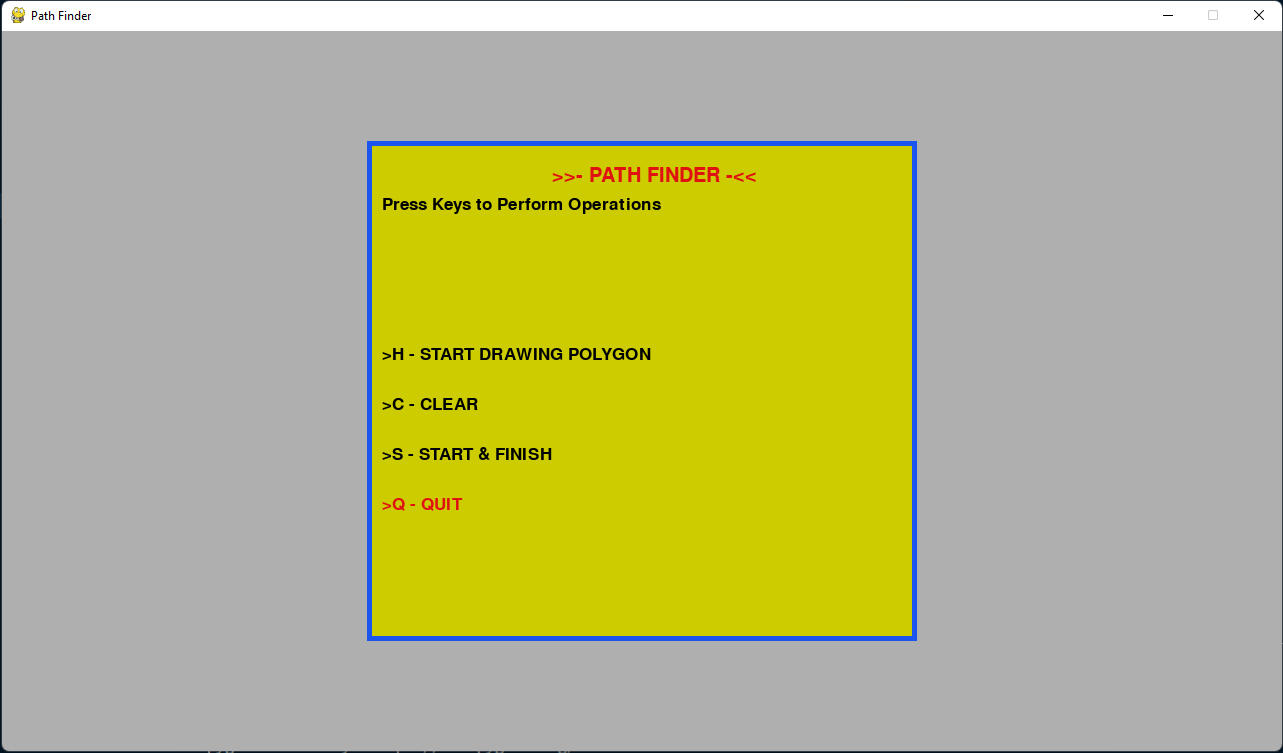 Path Finder
>>- PATH FINDER -<<
Press Keys to Perform Operations
>H - START DRAWING POLYGON
>C - CLEAR
>S - START & FINISH
>Q - QUIT